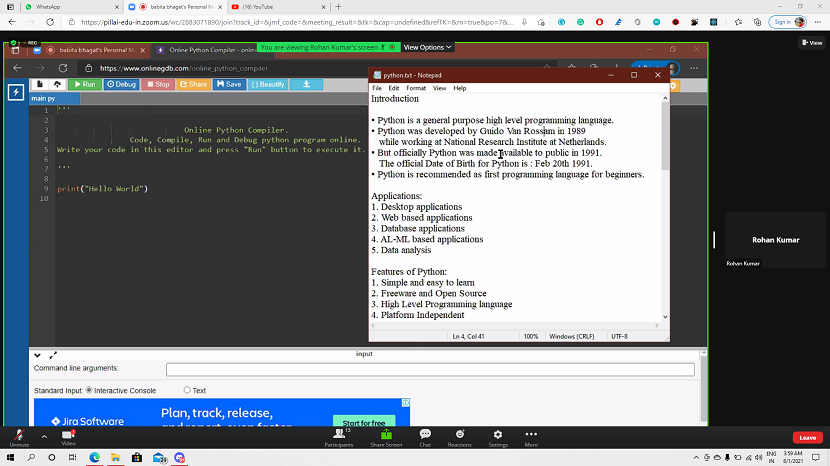 WhatsApp
babita bhagat's Personal M
(4) YouTube
https://pillai-edu-in.zoom.us/wc/2883071890/join?track_id=&jmf_code=&meeting_result=&tk=&cap=undefined&refTK=&rm=true&po=7...
Sign in
REC
babita bhagat's Personal M
Online Python Compiler - onlin
You are viewing Rohan Kumar's screen
View Options
View
https://www.onlinegdb.com/online_python_compiler
Run
Debug
Stop
Share
Save
{ } Beautify
main.py
python.txt - Notepad
File Edit Format View Help
1 '''
2
3 Online Python Compiler.
4 Code, Compile, Run and Debug python program online.
5 Write your code in this editor and press "Run" button to execute it.
6
7 '''
8
9 print("Hello World")
10
Introduction
• Python is a general purpose high level programming language.
• Python was developed by Guido Van Rossam in 1989
while working at National Research Institute at Netherlands.
• But officially Python was made available to public in 1991.
The official Date of Birth for Python is : Feb 20th 1991.
• Python is recommended as first programming language for beginners.
Applications:
1. Desktop applications
2. Web based applications
3. Database applications
4. AL-ML based applications
5. Data analysis
Features of Python:
1. Simple and easy to learn
2. Freeware and Open Source
3. High Level Programming language
4. Platform Independent
Ln 4, Col 41 100% Windows (CRLF) UTF-8
Rohan Kumar
Rohan Kumar
input
Command line arguments:
Standard Input: Interactive Console Text
Jira Software
Plan, track, release,
Start for free
Unmute
Video
Participants
13
Share Screen
Chat
Reactions
Settings
More
Leave
ENG
IN
3:59 AM
8/1/2021